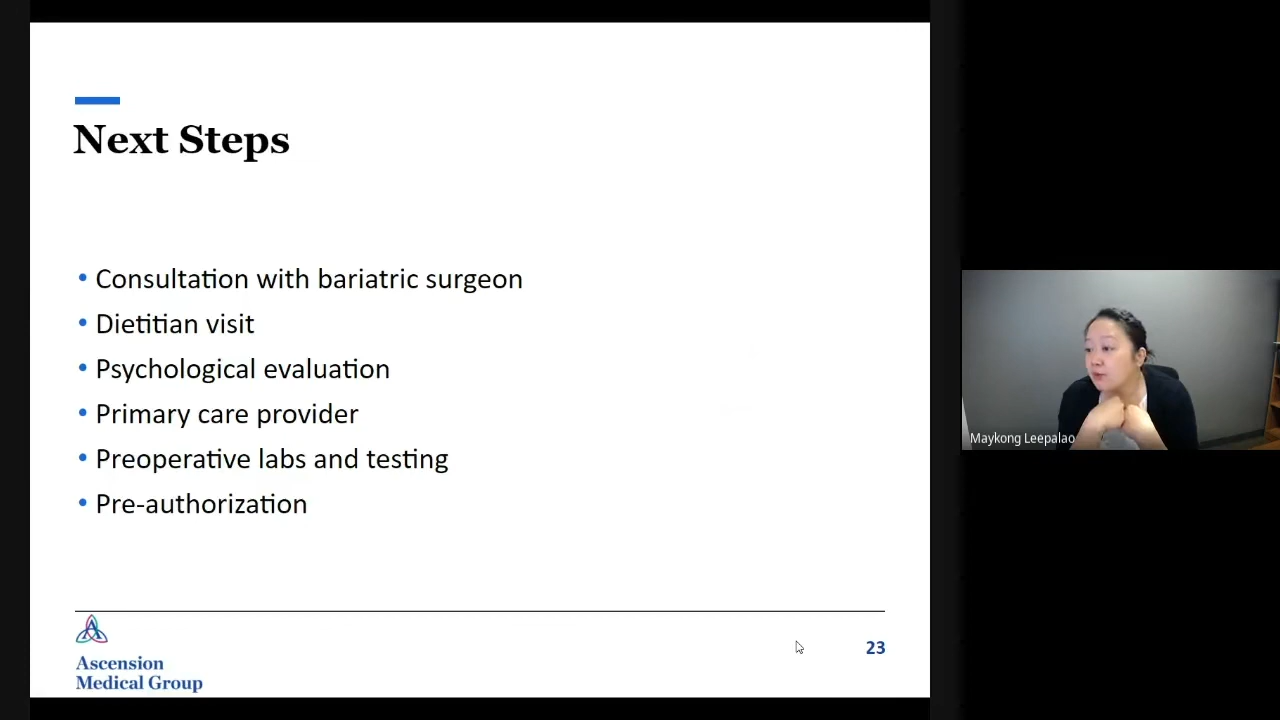 Next Steps
• Consultation with bariatric surgeon
• Dietitian visit
• Psychological evaluation
• Primary care provider
• Preoperative labs and testing
• Pre-authorization
Ascension
Medical Group
23
Maykong Leepalao